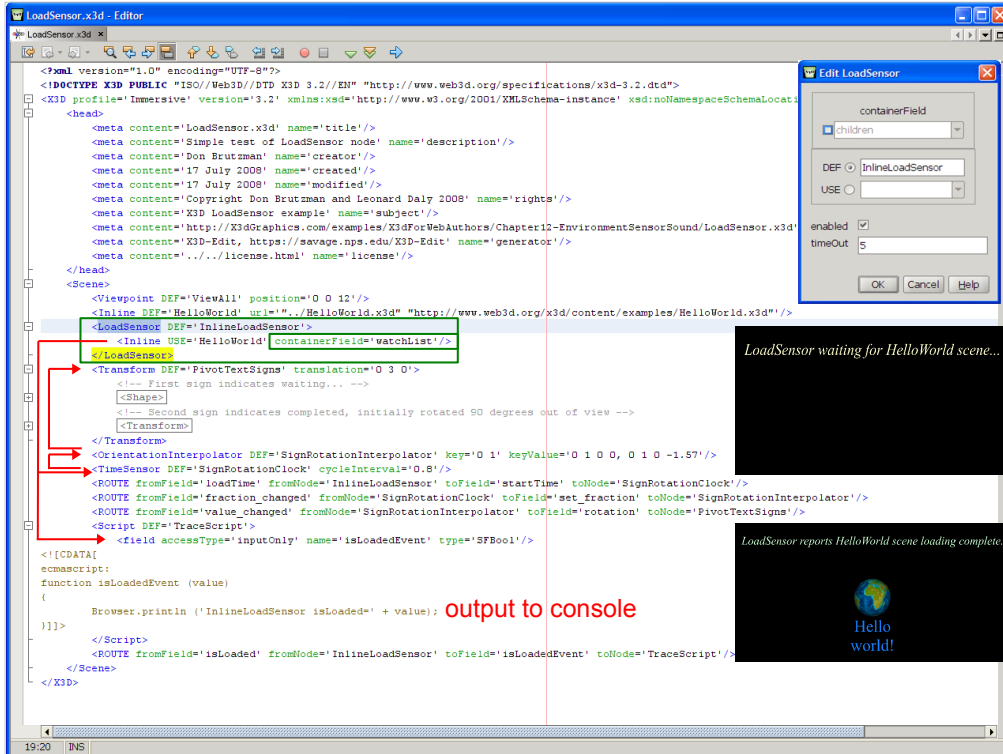 LoadSensor.x3d - Editor
LoadSensor.x3d
<?xml version="1.0" encoding="UTF-8"?>
<!DOCTYPE X3D PUBLIC "ISO//Web3D//DTD X3D 3.2//EN" "http://www.web3d.org/specifications/x3d-3.2.dtd">
<X3D profile='Immersive' version='3.2' xmlns:xsd='http://www.w3.org/2001/XMLSchema-instance' xsd:noNamespaceSchemaLocati
<head>
<meta content='LoadSensor.x3d' name='title'/>
<meta content='Simple test of LoadSensor node' name='description'/>
<meta content='Don Brutzman' name='creator'/>
<meta content='17 July 2008' name='created'/>
<meta content='17 July 2008' name='modified'/>
<meta content='Copyright Don Brutzman and Leonard Daly 2008' name='rights'/>
<meta content='X3D LoadSensor example' name='subject'/>
<meta content='http://X3dGraphics.com/examples/X3dForWebAuthors/Chapter12-EnvironmentSensorSound/LoadSensor.x3d'
<meta content='X3D-Edit, https://savage.nps.edu/X3D-Edit' name='generator'/>
<meta content='../../license.html' name='license'/>
</head>
<Scene>
<Viewpoint DEF='ViewAll' position='0 0 12'/>
<Inline DEF='HelloWorld' url='"../HelloWorld.x3d" "http://www.web3d.org/x3d/content/examples/HelloWorld.x3d"'/>
<LoadSensor DEF='InlineLoadSensor'>
<Inline USE='HelloWorld' containerField='watchList'/>
</LoadSensor>
<Transform DEF='PivotTextSigns' translation='0 3 0'>
<!-- First sign indicates waiting... -->
<Shape>
<!-- Second sign indicates completed, initially rotated 90 degrees out of view -->
<Transform>
</Transform>
<OrientationInterpolator DEF='SignRotationInterpolator' key='0 1' keyValue='0 1 0 0, 0 1 0 -1.57'/>
<TimeSensor DEF='SignRotationClock' cycleInterval='0.8'/>
<ROUTE fromField='loadTime' fromNode='InlineLoadSensor' toField='startTime' toNode='SignRotationClock'/>
<ROUTE fromField='fraction_changed' fromNode='SignRotationClock' toField='set_fraction' toNode='SignRotationInterpolator'/>
<ROUTE fromField='value_changed' fromNode='SignRotationInterpolator' toField='rotation' toNode='PivotTextSigns'/>
<Script DEF='TraceScript'>
<field accessType='inputOnly' name='isLoadedEvent' type='SFBool'/>
<![CDATA[
ecmascript:
function isLoadedEvent (value)
{
Browser.println ('InlineLoadSensor isLoaded=' + value);
}]]>
output to console
</Script>
<ROUTE fromField='isLoaded' fromNode='InlineLoadSensor' toField='isLoadedEvent' toNode='TraceScript'/>
</Scene>
</X3D>
19:20 INS
Edit LoadSensor
containerField
children
DEF InlineLoadSensor
USE
enabled
timeOut 5
OK Cancel Help
LoadSensor waiting for HelloWorld scene...
LoadSensor reports HelloWorld scene loading complete.
Hello
world!